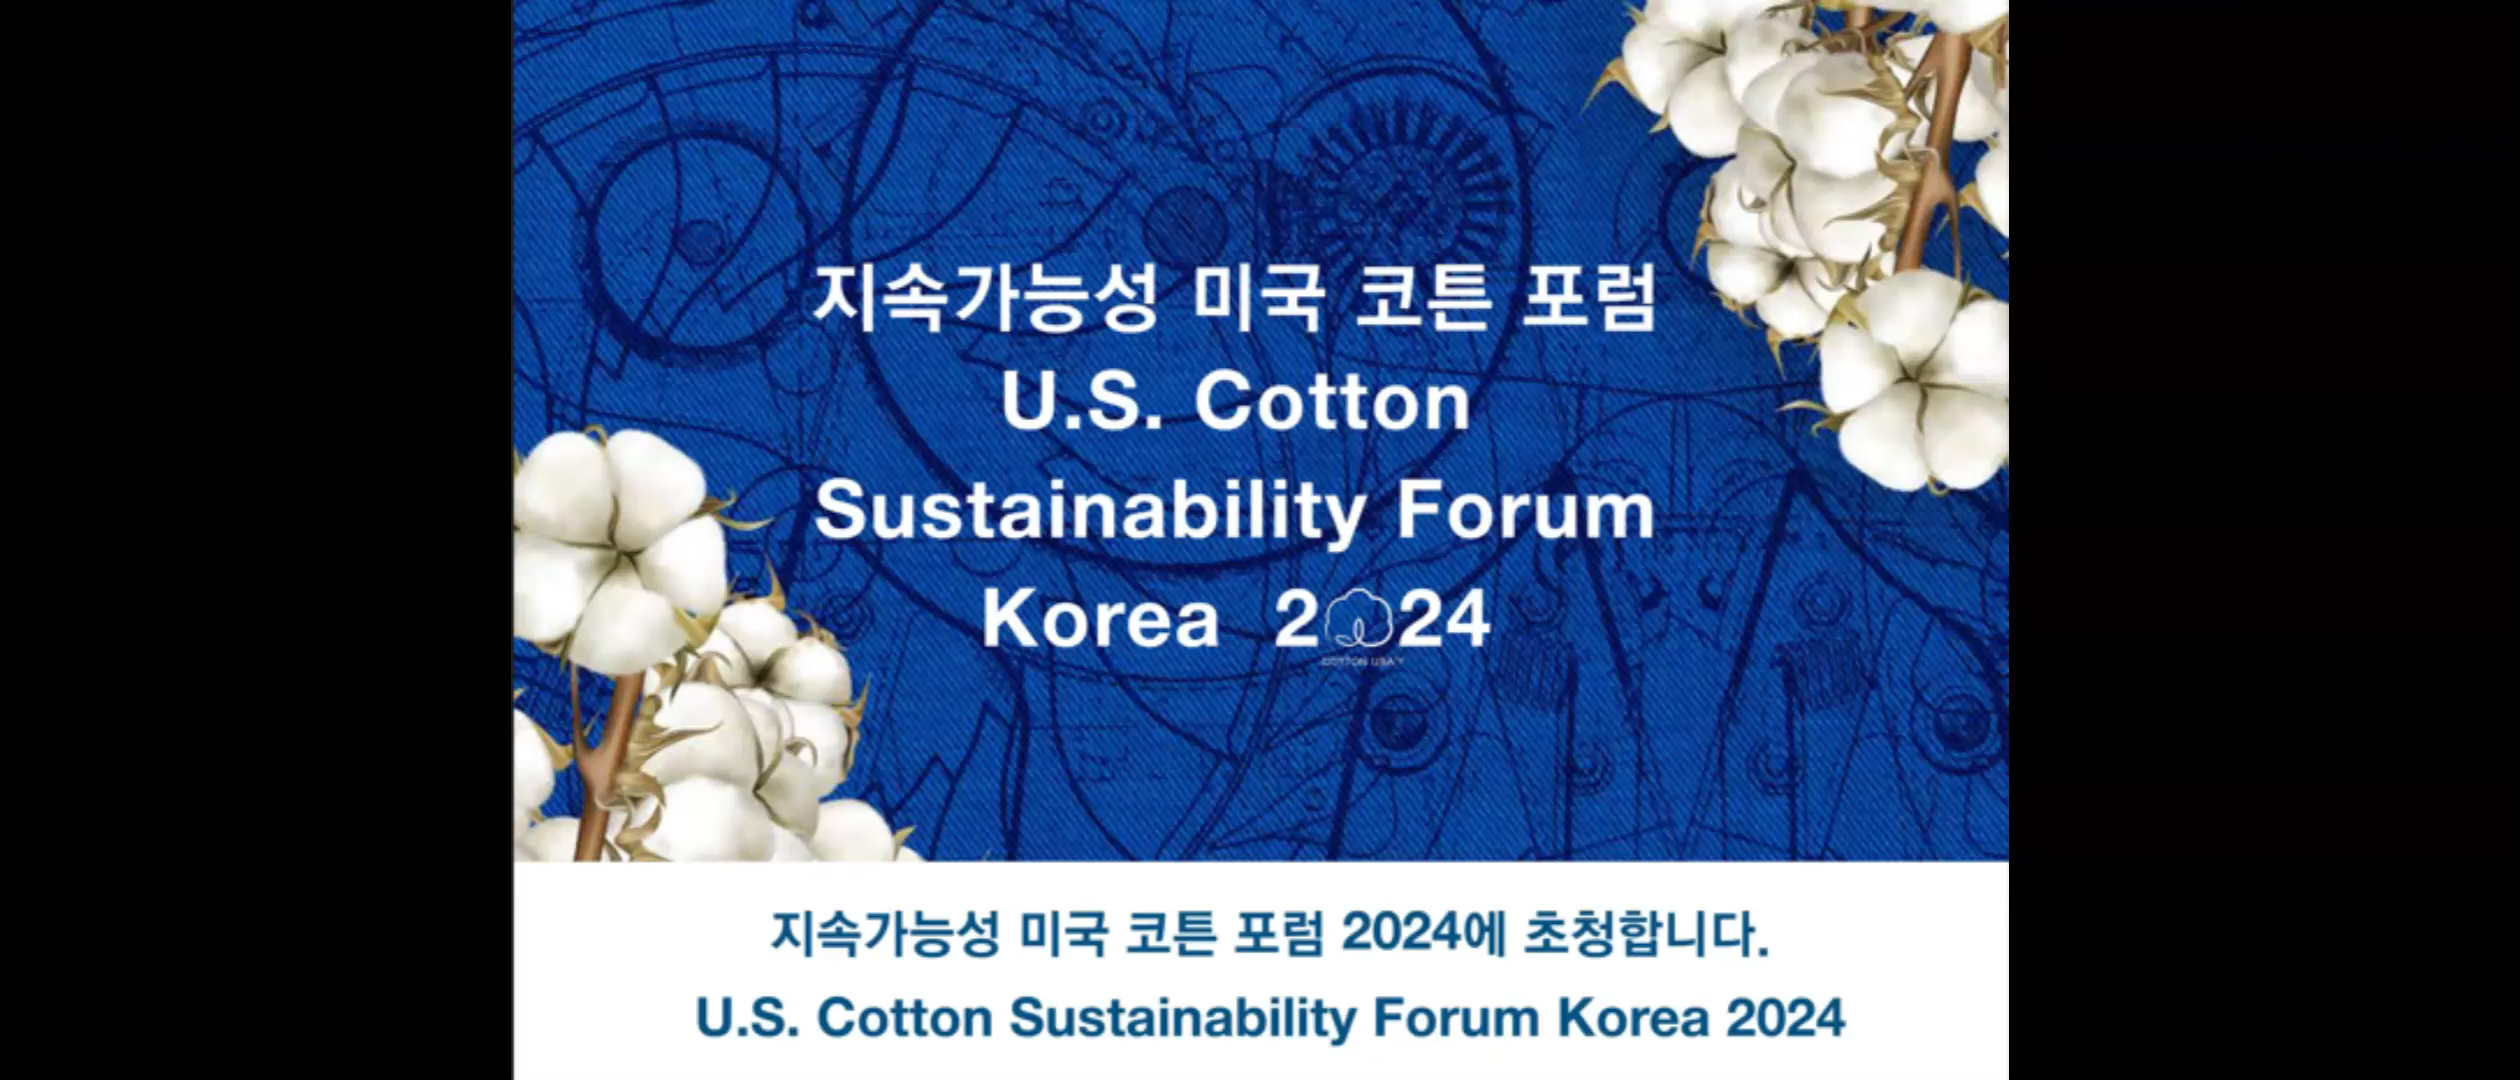 지속가능성 미국 코튼 포럼
U.S. Cotton
Sustainability Forum
Korea 2024
COTTON USA
지속가능성 미국 코튼 포럼 2024에 초청합니다.
U.S. Cotton Sustainability Forum Korea 2024